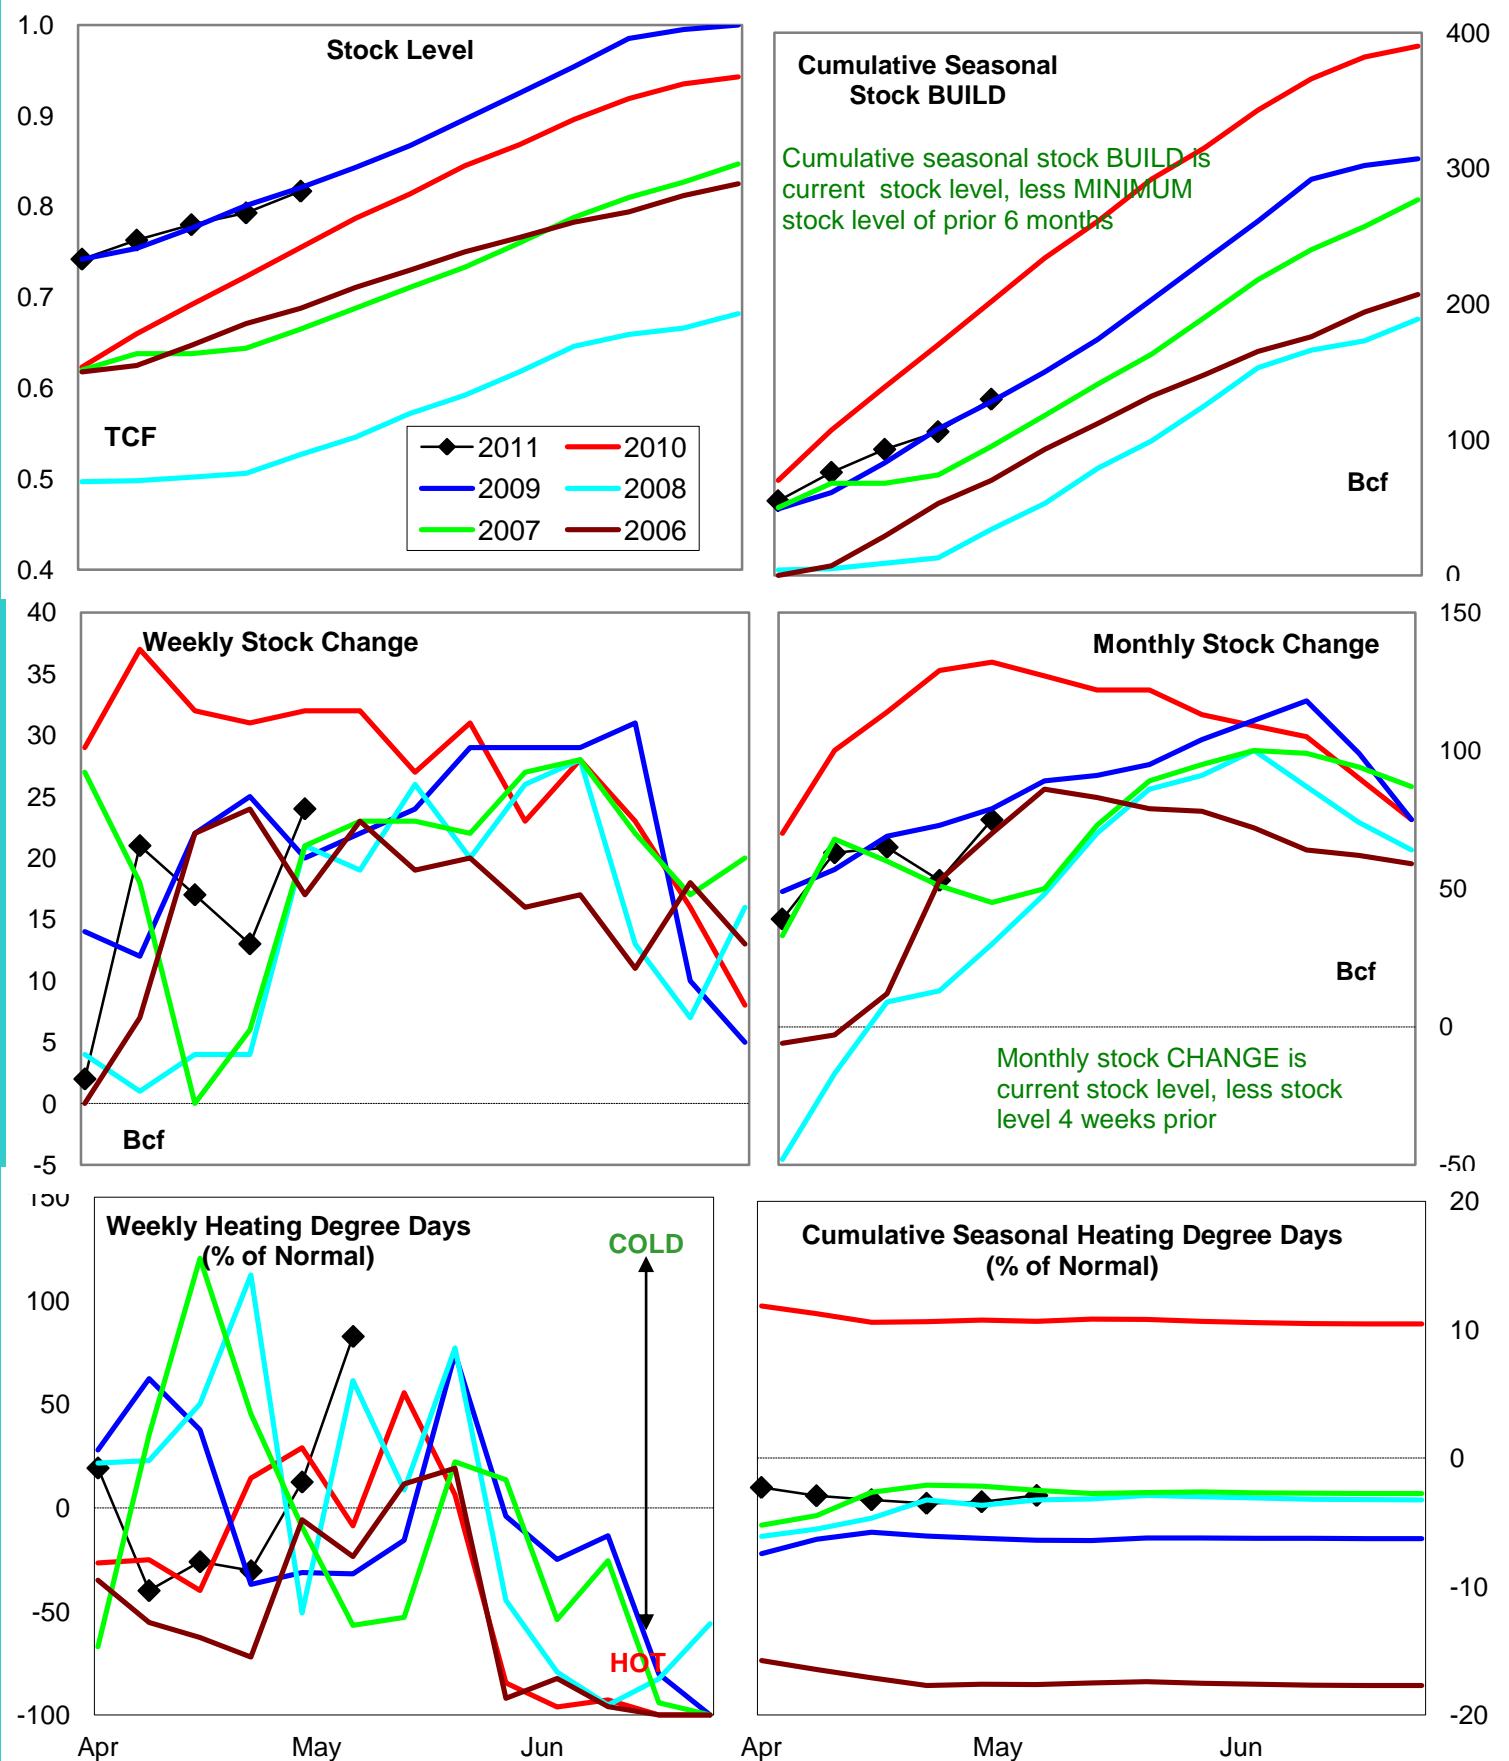 1.0
0.9
0.8
0.7
0.6
0.5
0.4
Stock Level
TCF
2011
2010
2009
2008
2007
2006
Cumulative Seasonal
Stock BUILD
Cumulative seasonal stock BUILD is
current stock level, less MINIMUM
stock level of prior 6 months
Bcf
400
300
200
100
0
40
35
30
25
20
15
10
5
0
-5
Weekly Stock Change
Bcf
Monthly Stock Change
Bcf
Monthly stock CHANGE is
current stock level, less stock
level 4 weeks prior
150
100
50
0
-50
150
100
50
0
-50
-100
Weekly Heating Degree Days
(% of Normal)
COLD
HOT
Apr May Jun
Cumulative Seasonal Heating Degree Days
(% of Normal)
20
10
0
-10
-20
Apr May Jun